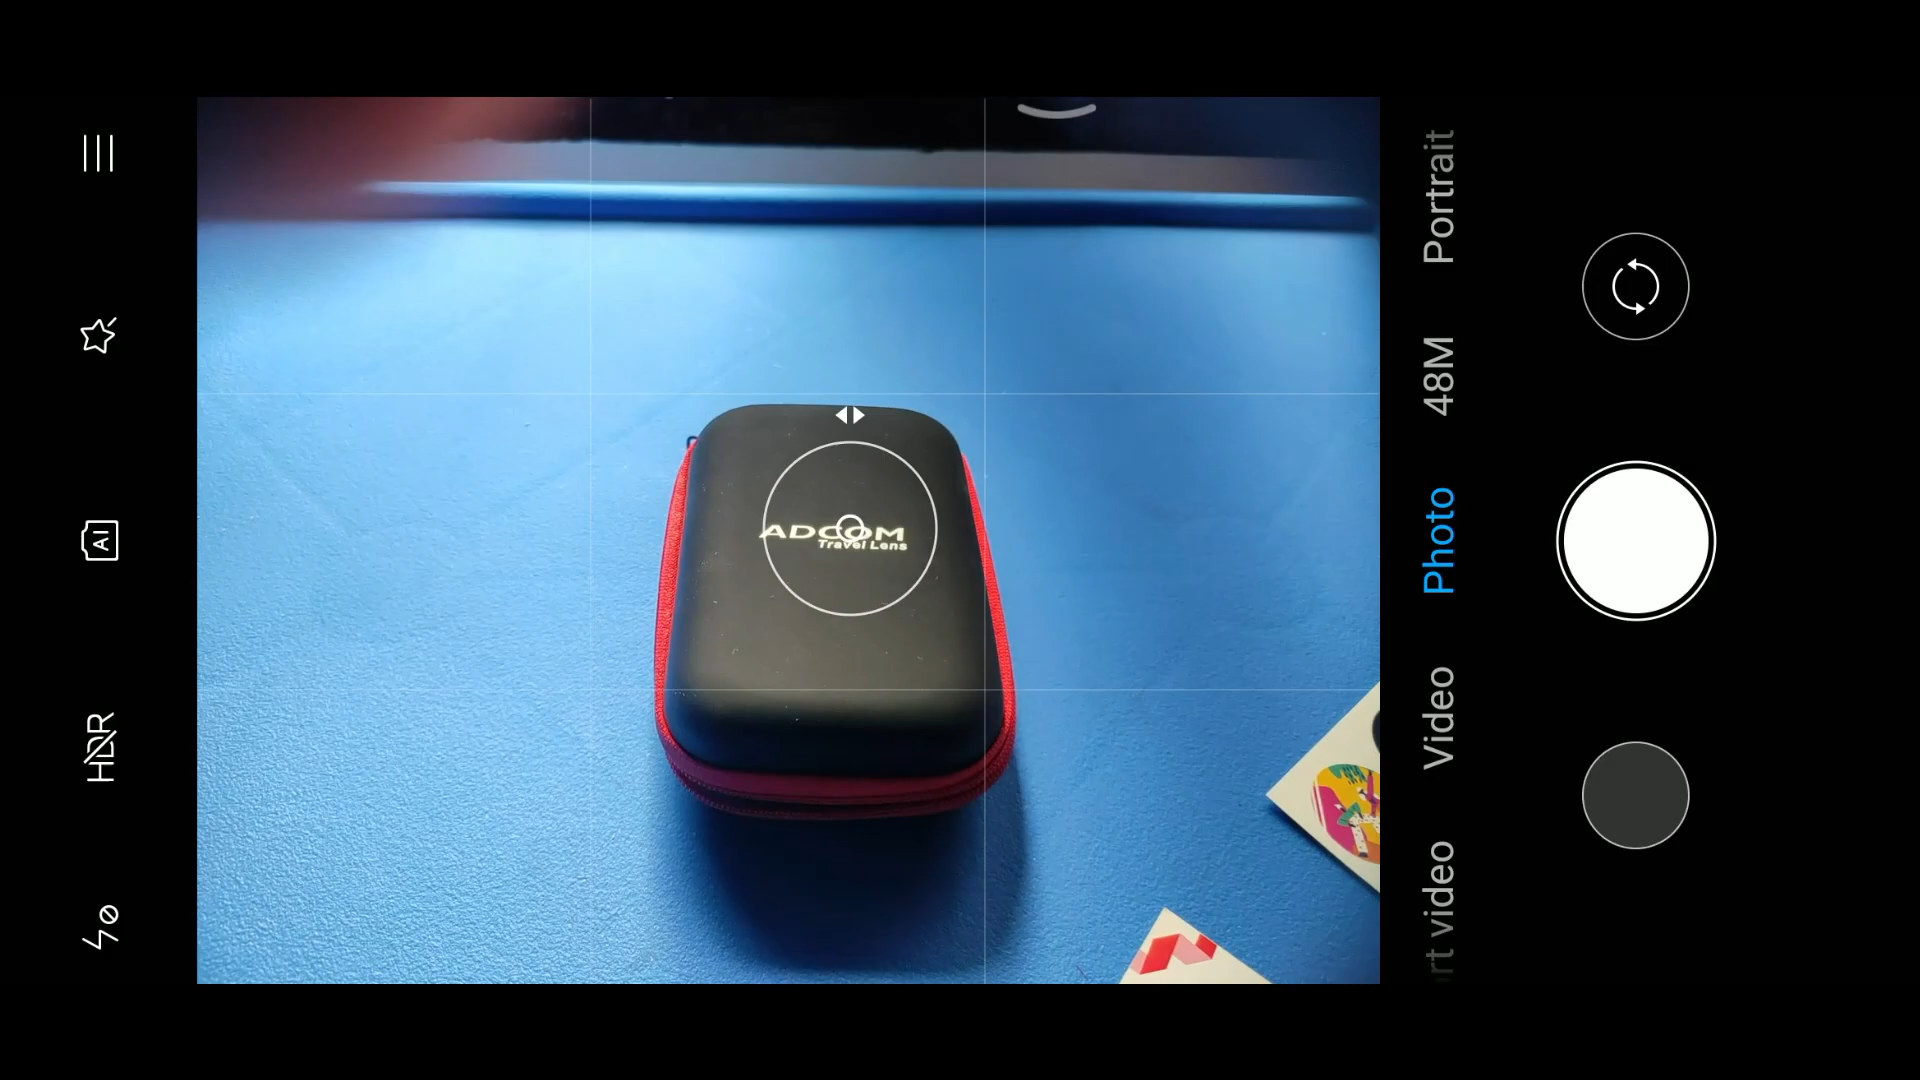 ADCOM
Travel Lens
Portrait
48M
Photo
Video
rt video
AI
HDR